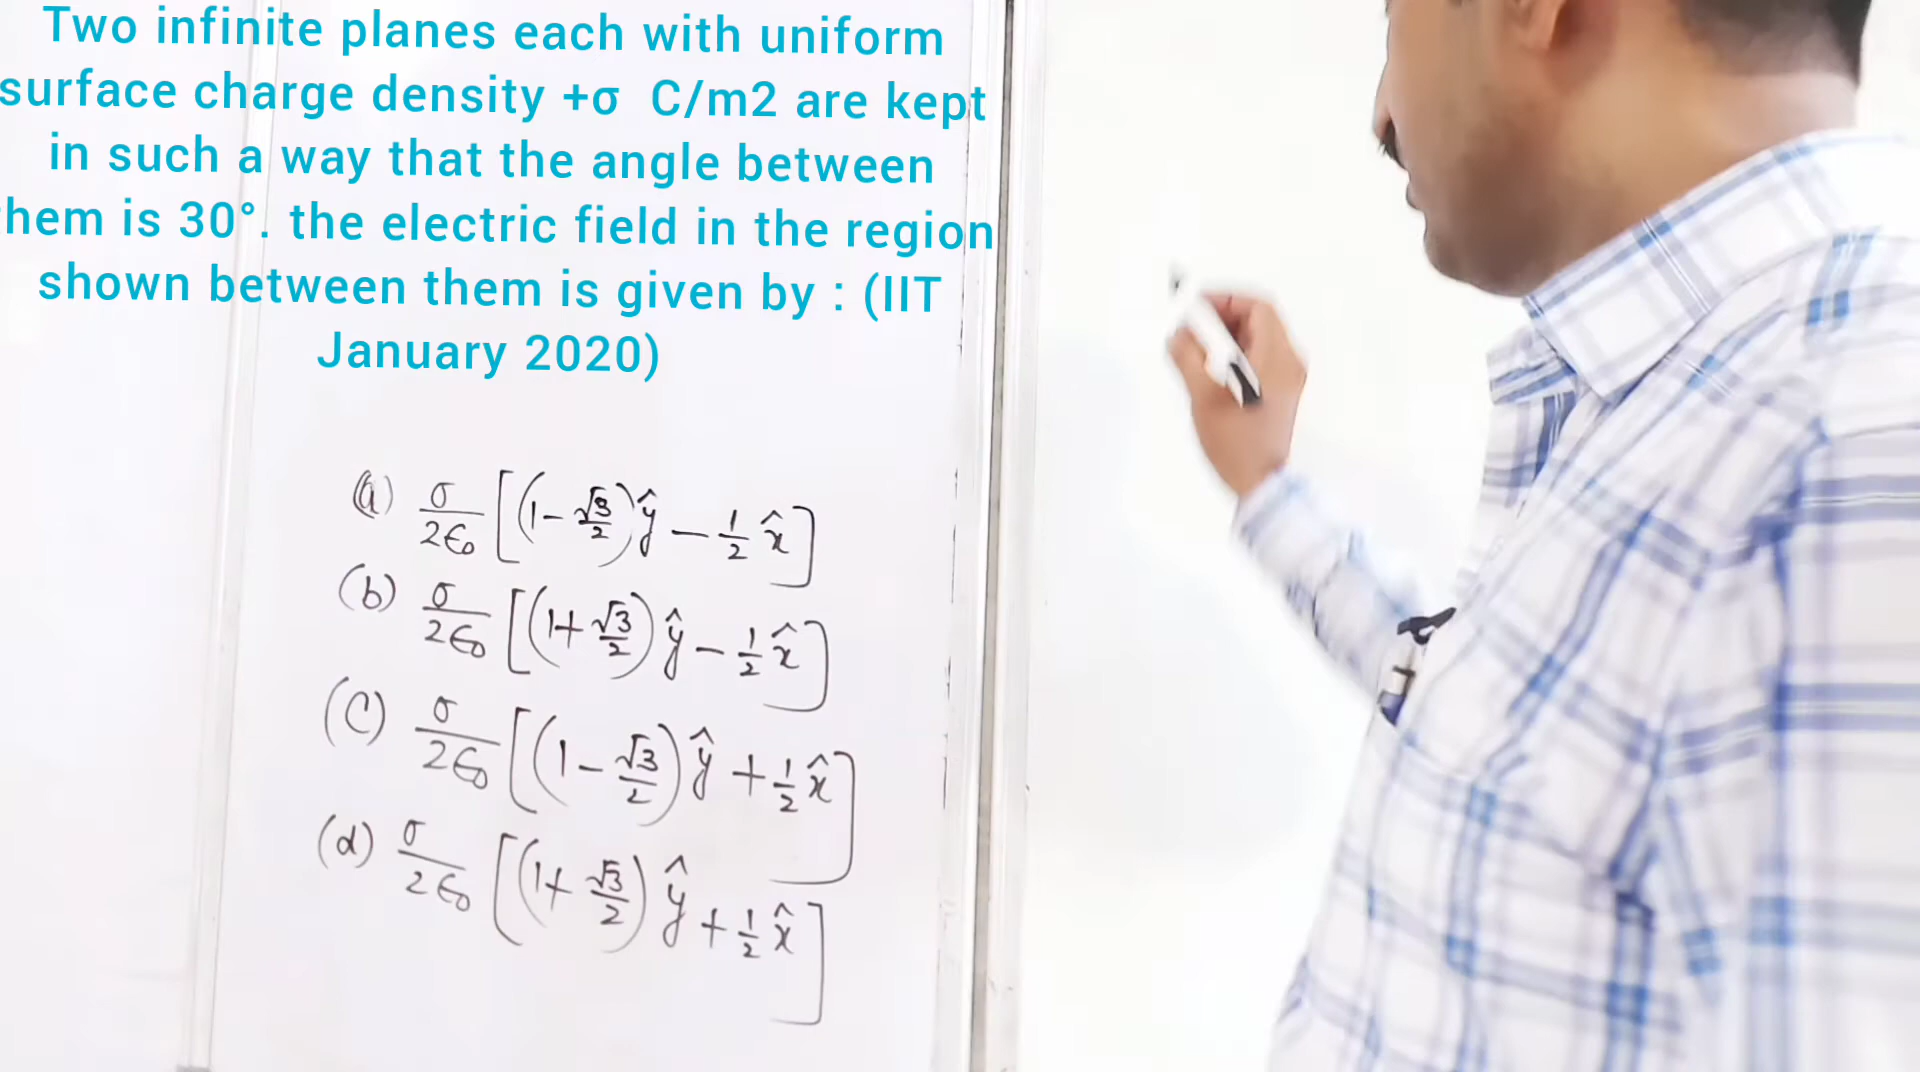 Two infinite planes each with uniform
surface charge density +σ C/m2 are kept
in such a way that the angle between
hem is 30°. the electric field in the region
shown between them is given by : (IIT
January 2020)
(a) σ/2ϵ₀ [(1 - √3/2) ŷ - 1/2 x̂]
(b) σ/2ϵ₀ [(1 + √3/2) ŷ - 1/2 x̂]
(C) σ/2ϵ₀ [(1 - √3/2) ŷ + 1/2 x̂]
(d) σ/2ϵ₀ [(1 + √3/2) ŷ + 1/2 x̂]